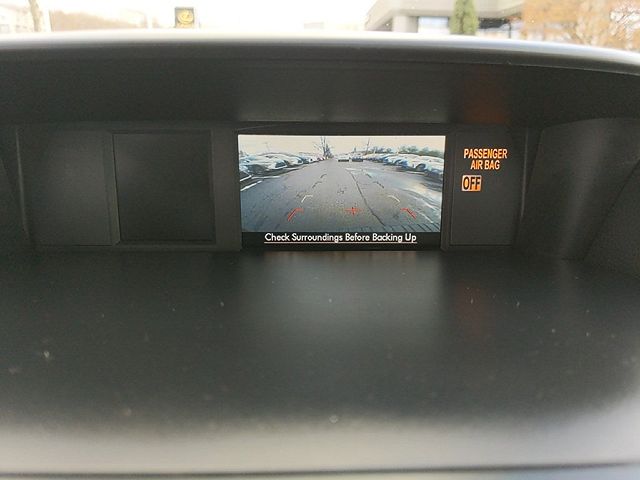 Check Surroundings Before Backing Up
PASSENGER
AIR BAG
OFF